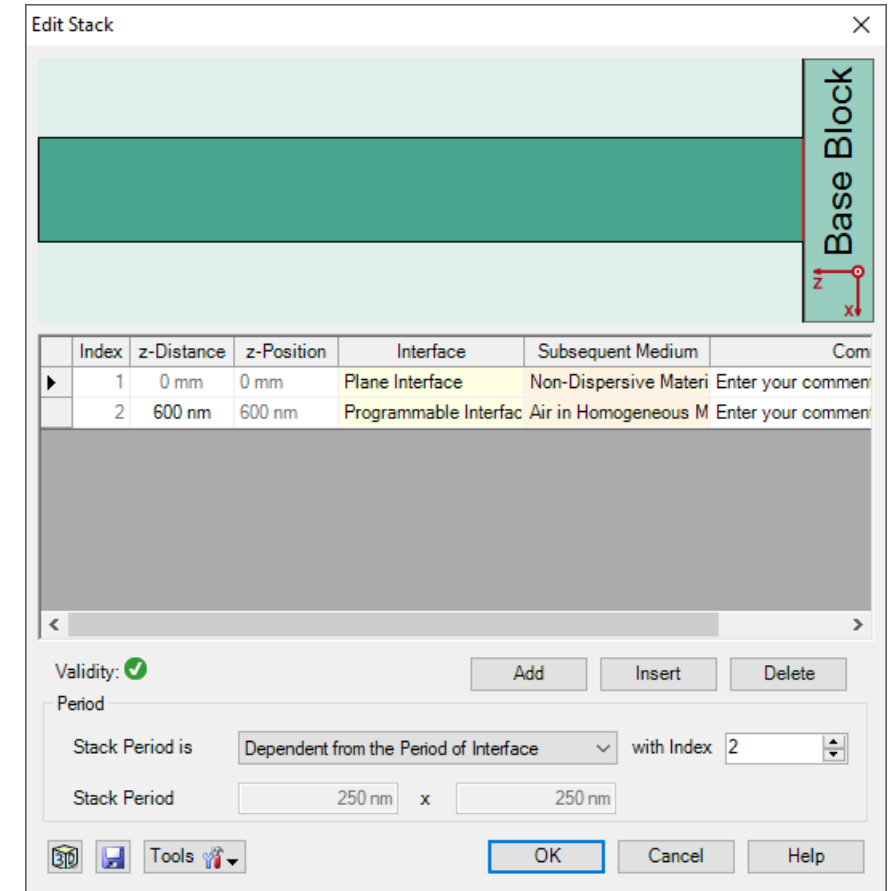 Edit Stack
Base Block
z
x
Index z-Distance z-Position Interface Subsequent Medium Com
1 0 mm 0 mm Plane Interface Non-Dispersive Materi Enter your commen
2 600 nm 600 nm Programmable Interfac Air in Homogeneous M Enter your commen
Validity:
Add Insert Delete
Period
Stack Period is Dependent from the Period of Interface with Index 2
Stack Period 250 nm x 250 nm
3D Tools OK Cancel Help